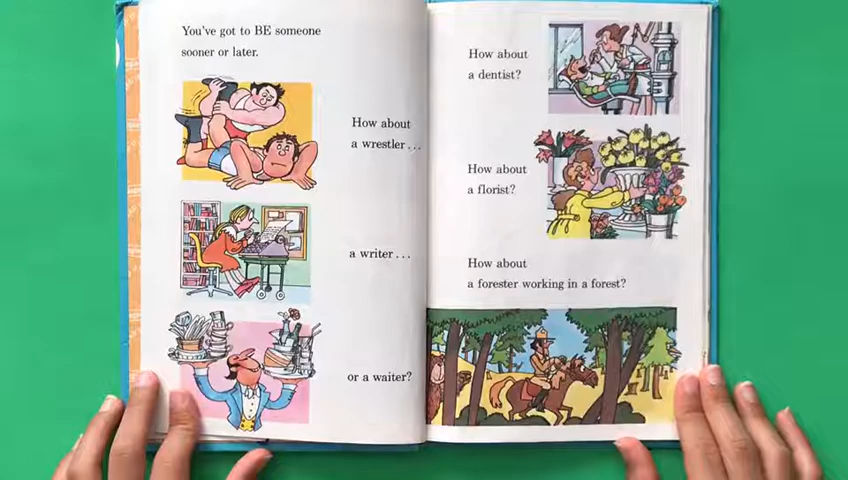 You've got to BE someone
sooner or later.
How about
a wrestler...
a writer...
or a waiter?
How about
a dentist?
How about
a florist?
How about
a forester working in a forest?